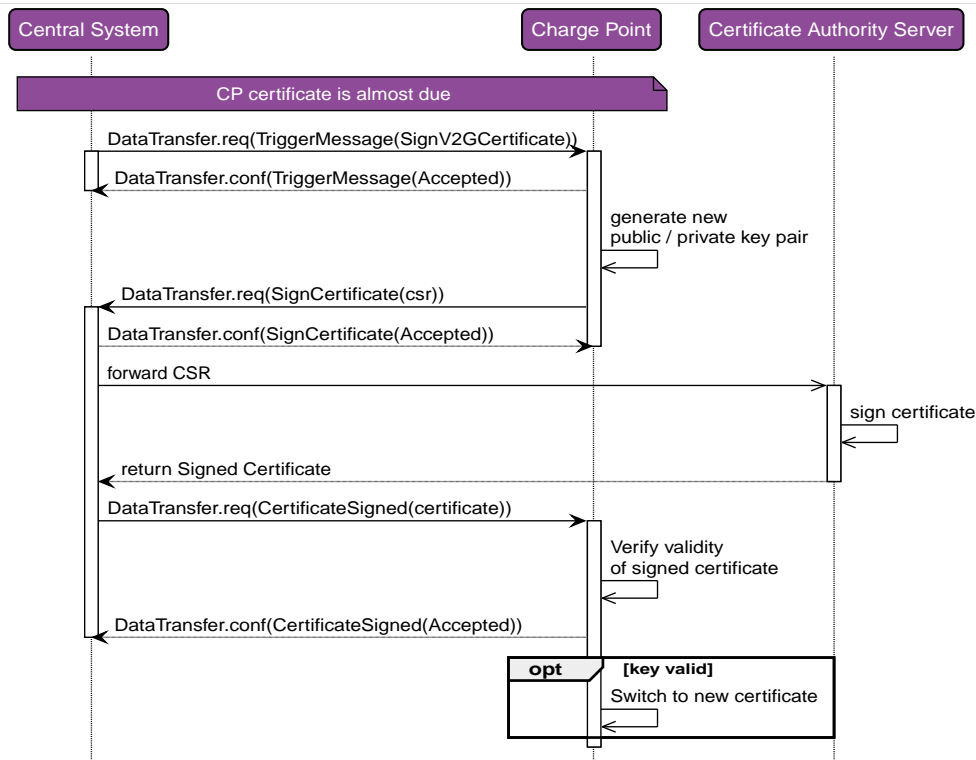 Central System
Charge Point
Certificate Authority Server
CP certificate is almost due
DataTransfer.req(TriggerMessage(SignV2GCertificate))
DataTransfer.conf(TriggerMessage(Accepted))
generate new
public / private key pair
DataTransfer.req(SignCertificate(csr))
DataTransfer.conf(SignCertificate(Accepted))
forward CSR
sign certificate
return Signed Certificate
DataTransfer.req(CertificateSigned(certificate))
Verify validity
of signed certificate
DataTransfer.conf(CertificateSigned(Accepted))
opt
[key valid]
Switch to new certificate